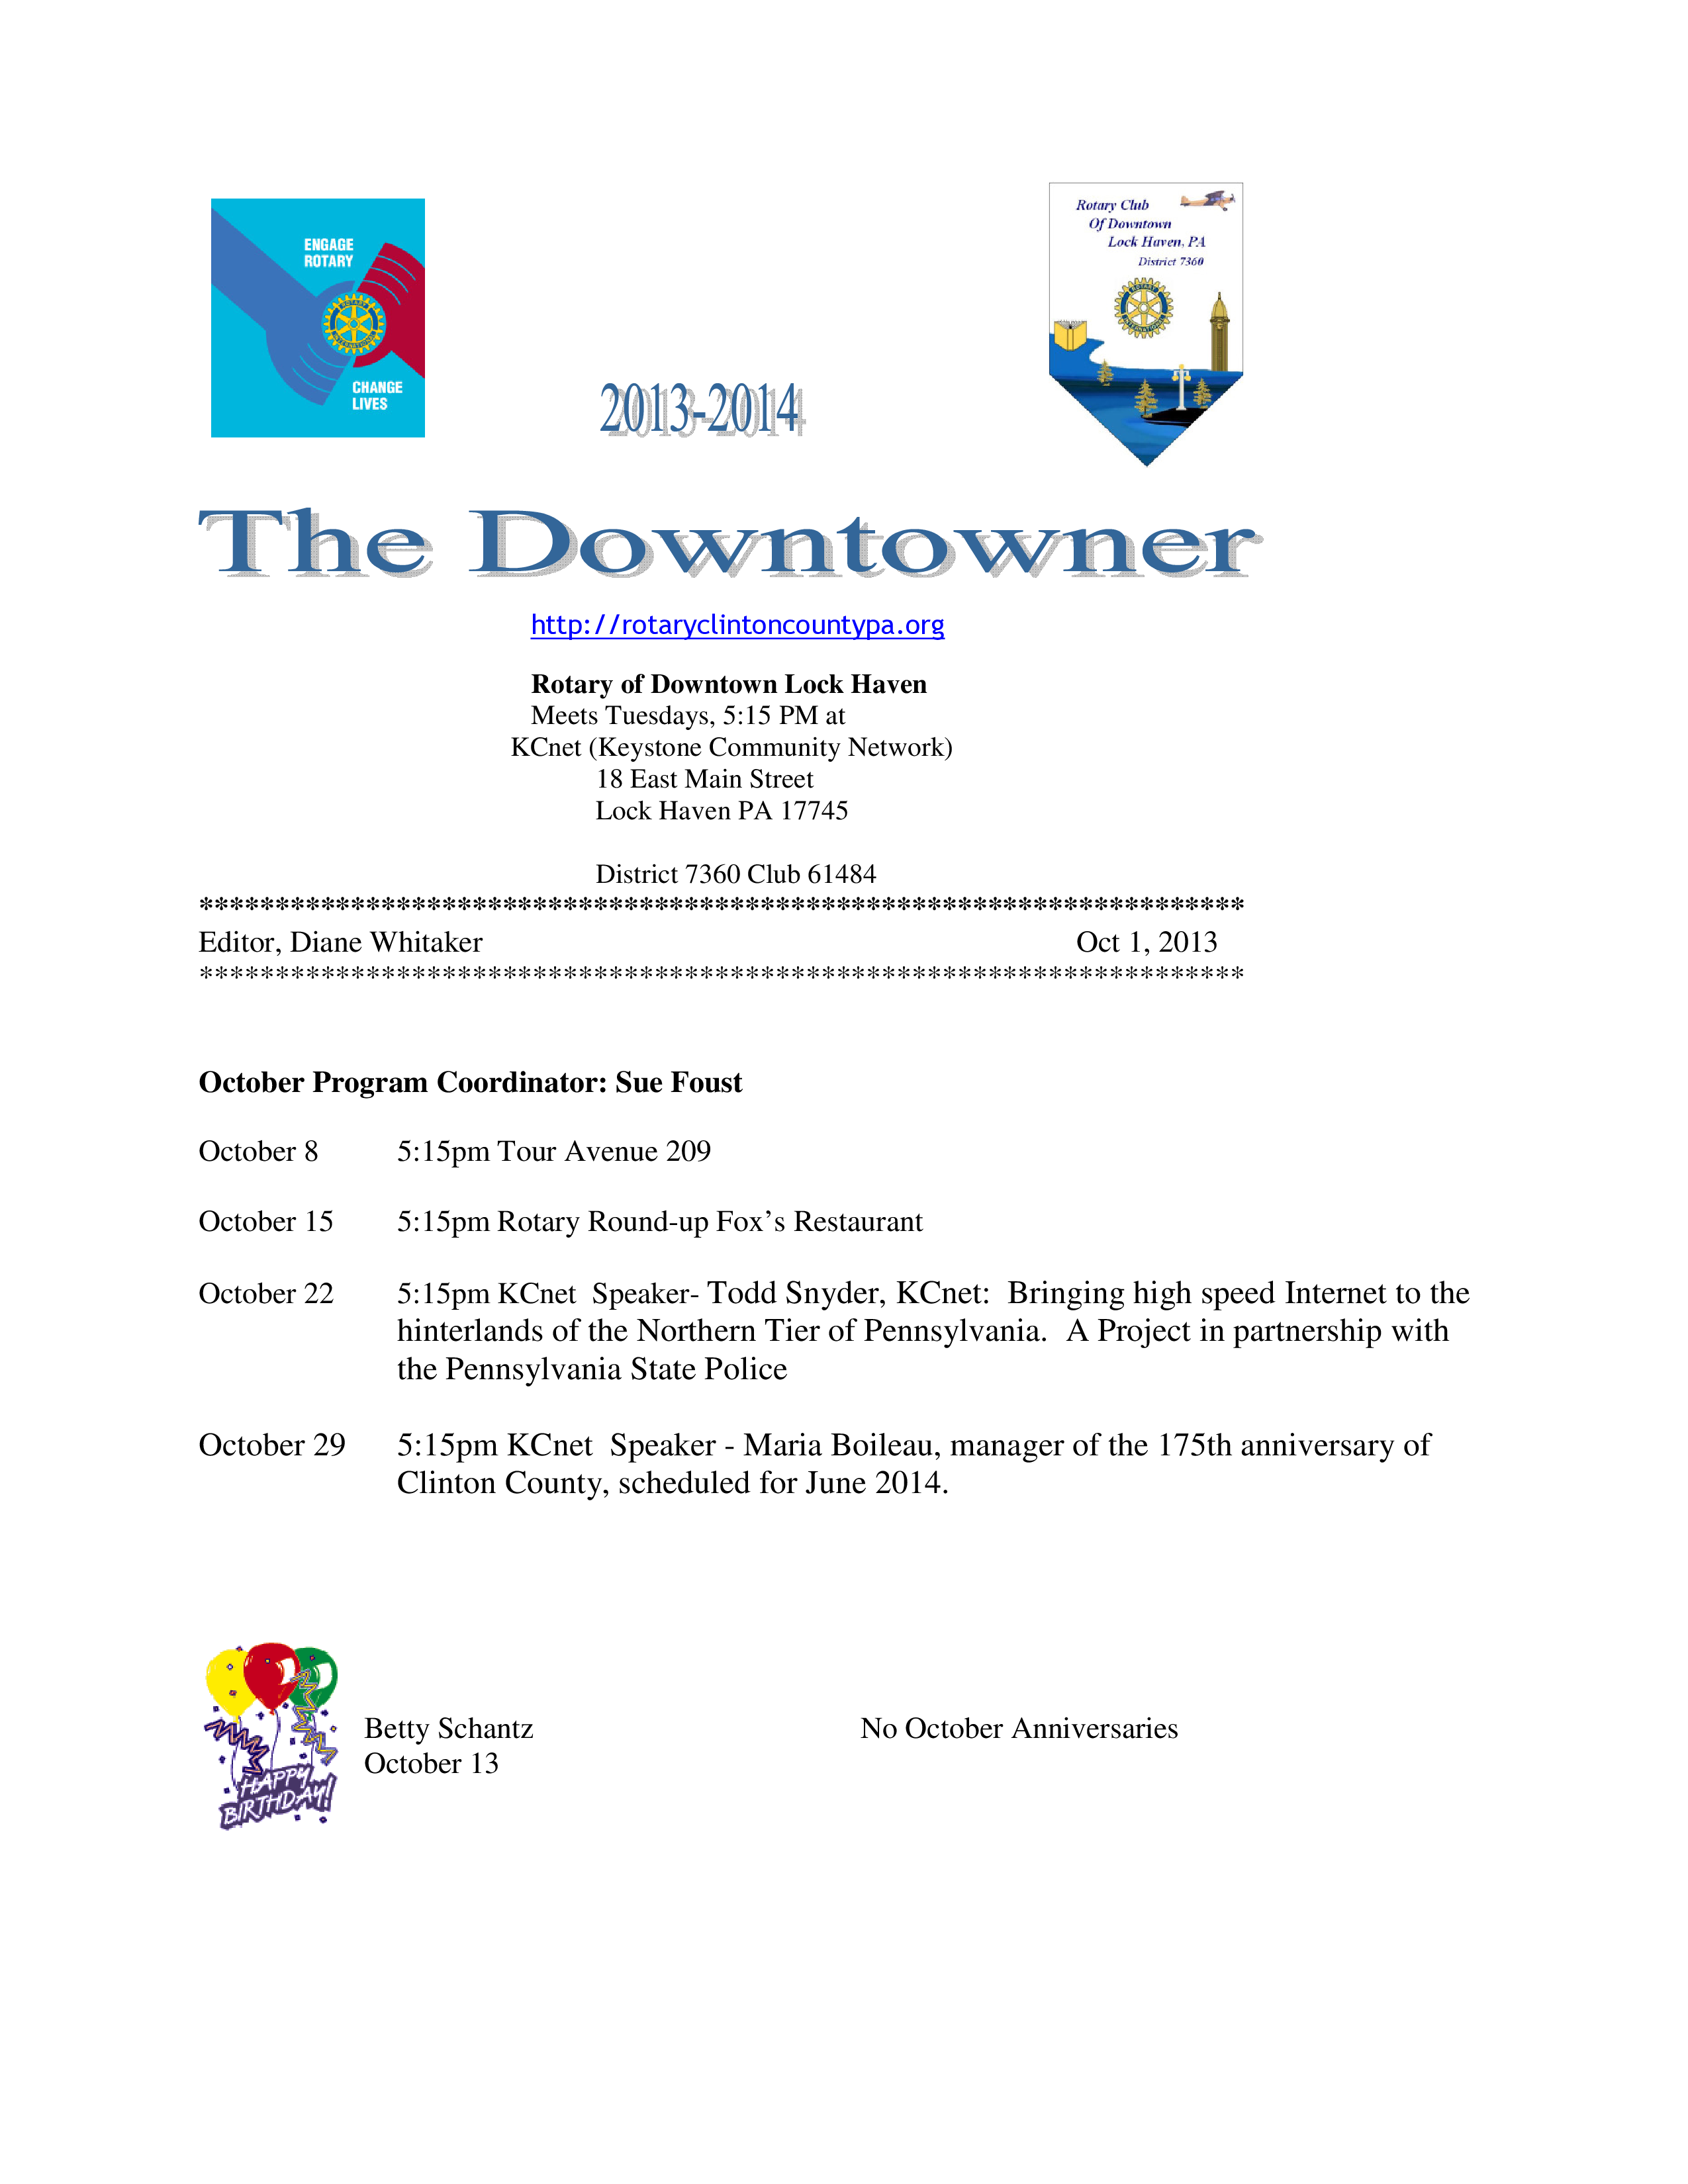 ENGAGE
ROTARY
CHANGE
LIVES
Rotary Club
Of Downtown
Lock Haven, PA
District 7360
ROTARY
INTERNATIONAL
2013-2014
The Downtowner
http://rotaryclintoncountypa.org
Rotary of Downtown Lock Haven
Meets Tuesdays, 5:15 PM at
KCnet (Keystone Community Network)
18 East Main Street
Lock Haven PA 17745
District 7360 Club 61484
*********************************************************************
Editor, Diane Whitaker Oct 1, 2013
*********************************************************************
October Program Coordinator: Sue Foust
October 8 5:15pm Tour Avenue 209
October 15 5:15pm Rotary Round-up Fox’s Restaurant
October 22 5:15pm KCnet  Speaker- Todd Snyder, KCnet:  Bringing high speed Internet to the
hinterlands of the Northern Tier of Pennsylvania.  A Project in partnership with
the Pennsylvania State Police
October 29 5:15pm KCnet  Speaker - Maria Boileau, manager of the 175th anniversary of
Clinton County, scheduled for June 2014.
HAPPY
BIRTHDAY!
Betty Schantz No October Anniversaries
October 13